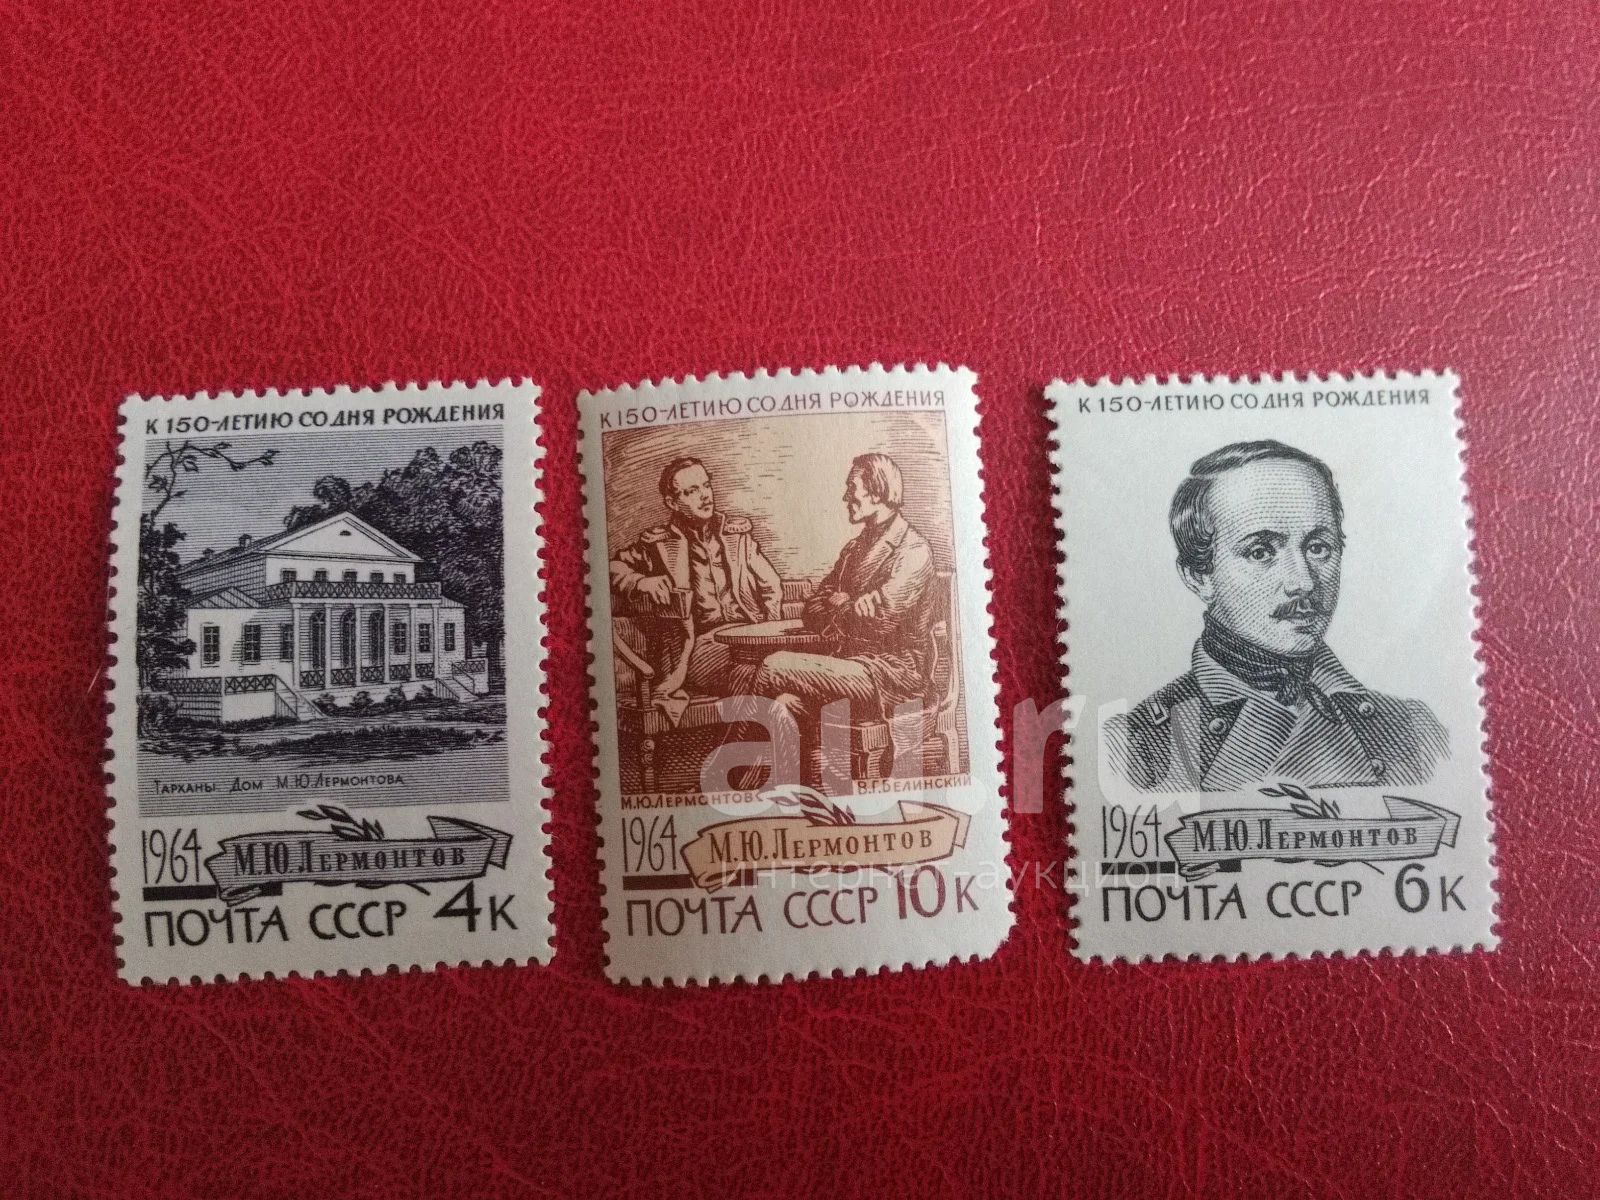 К 150-ЛЕТИЮ СО ДНЯ РОЖДЕНИЯ
Тарханы. Дом М.Ю.Лермонтова
1964
М.Ю.Лермонтов
ПОЧТА СССР 4к
К 150-ЛЕТИЮ СО ДНЯ РОЖДЕНИЯ
М.Ю.Лермонтов
В.Г.Белинский
1964
М.Ю.Лермонтов
ПОЧТА СССР 10к
К 150-ЛЕТИЮ СО ДНЯ РОЖДЕНИЯ
1964
М.Ю.Лермонтов
ПОЧТА СССР 6к
au.ru
интернет-аукцион